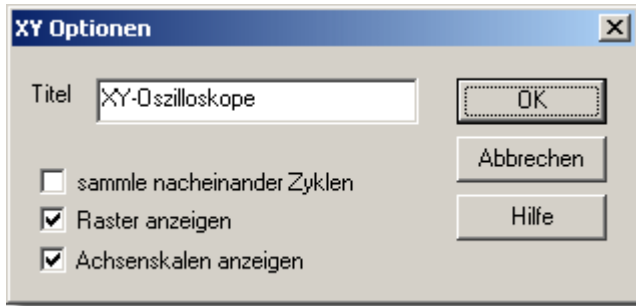 XY Optionen
Titel
XY-Oszilloskope
OK
Abbrechen
Hilfe
sammle nacheinander Zyklen
Raster anzeigen
Achsenskalen anzeigen